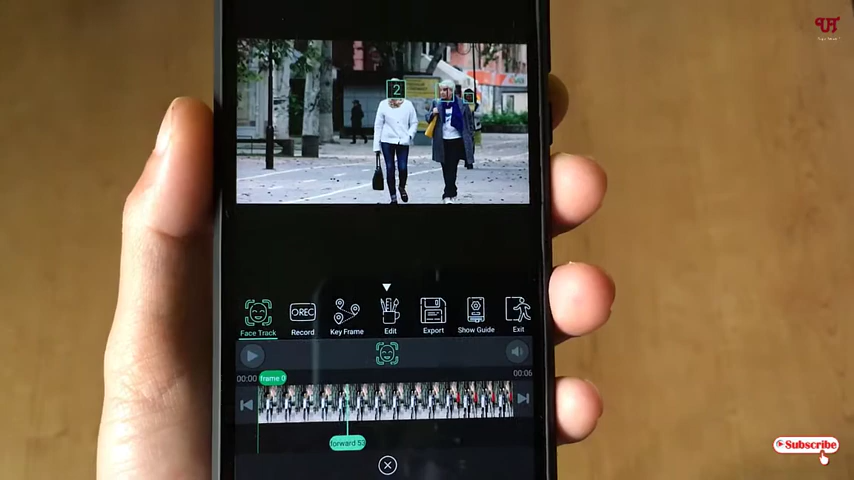 2
Face Track
REC
Record
Key Frame
Edit
Export
Show Guide
Exit
00:00
frame 0
00:06
forward 53
Subscribe